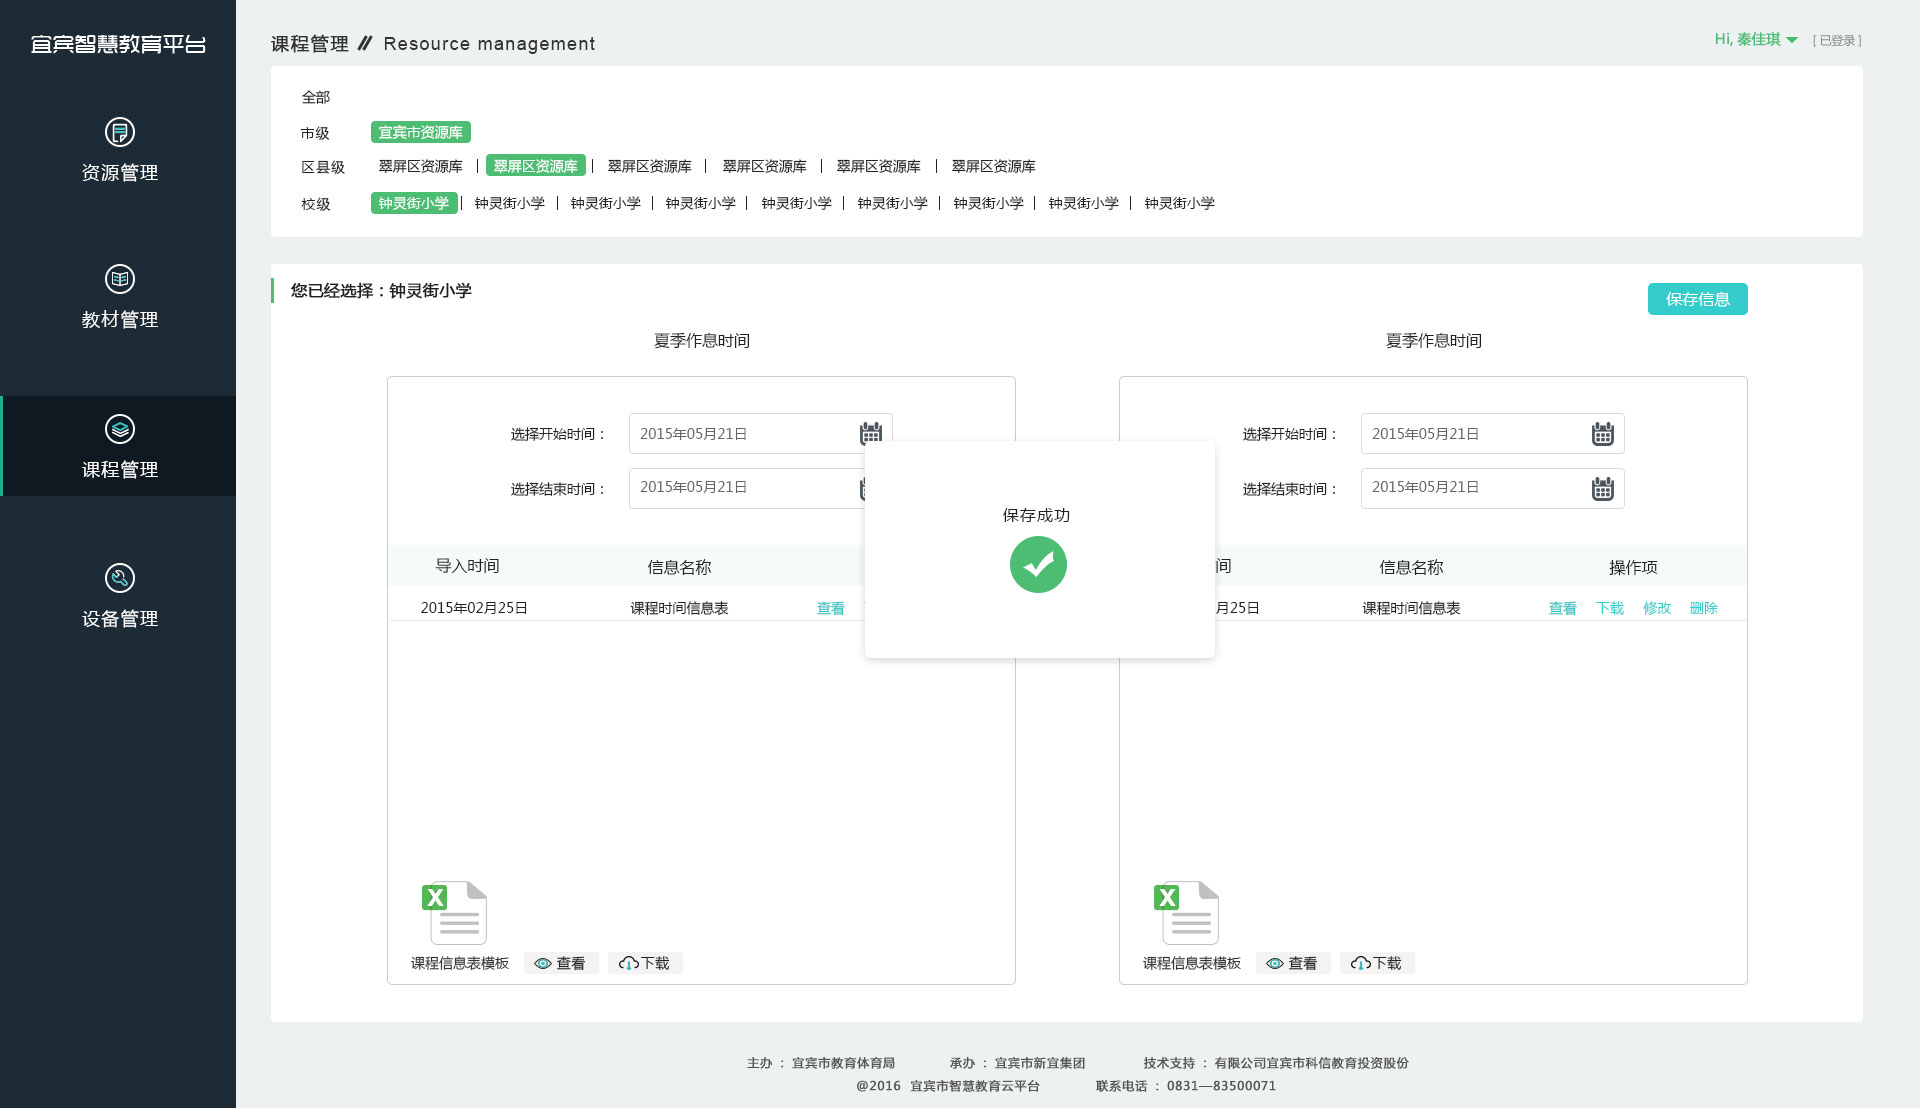 宜宾智慧教育平台
资源管理
教材管理
课程管理
设备管理
课程管理 // Resource management
Hi, 秦佳琪 [ 已登录 ]
全部
市级 宜宾市资源库
区县级 翠屏区资源库 | 翠屏区资源库 | 翠屏区资源库 | 翠屏区资源库 | 翠屏区资源库 | 翠屏区资源库
校级 钟灵街小学 | 钟灵街小学 | 钟灵街小学 | 钟灵街小学 | 钟灵街小学 | 钟灵街小学 | 钟灵街小学 | 钟灵街小学 | 钟灵街小学
您已经选择：钟灵街小学
保存信息
夏季作息时间
选择开始时间： 2015年05月21日
选择结束时间： 2015年05月21日
导入时间 信息名称
2015年02月25日 课程时间信息表 查看
X
课程信息表模板 查看 下载
保存成功
夏季作息时间
选择开始时间： 2015年05月21日
选择结束时间： 2015年05月21日
间 信息名称 操作项
月25日 课程时间信息表 查看 下载 修改 删除
X
课程信息表模板 查看 下载
主办 ： 宜宾市教育体育局 承办 ： 宜宾市新宜集团 技术支持 ： 有限公司宜宾市科信教育投资股份
@2016 宜宾市智慧教育云平台 联系电话 ： 0831—83500071